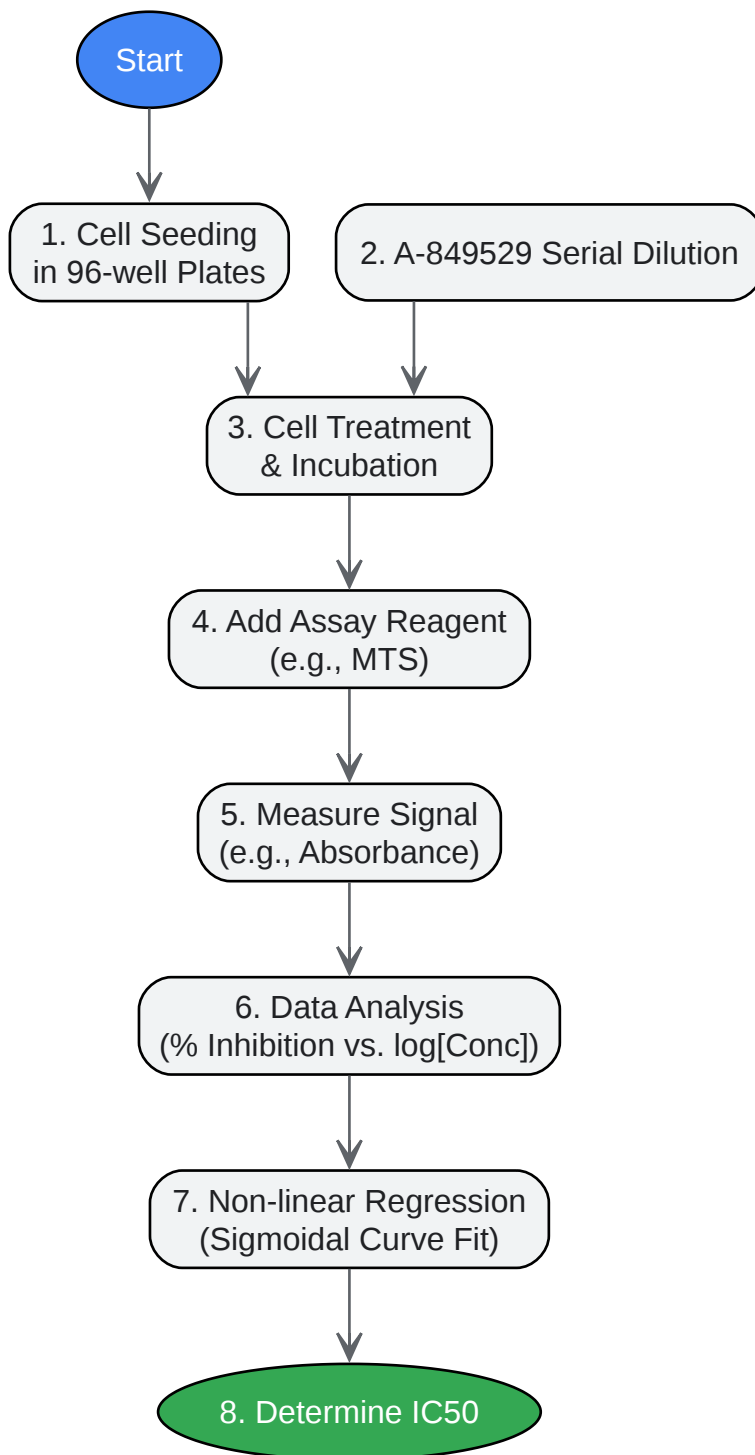 Start
1. Cell Seeding
in 96-well Plates
2. A-849529 Serial Dilution
3. Cell Treatment
& Incubation
4. Add Assay Reagent
(e.g., MTS)
5. Measure Signal
(e.g., Absorbance)
6. Data Analysis
(% Inhibition vs. log[Conc])
7. Non-linear Regression
(Sigmoidal Curve Fit)
8. Determine IC50